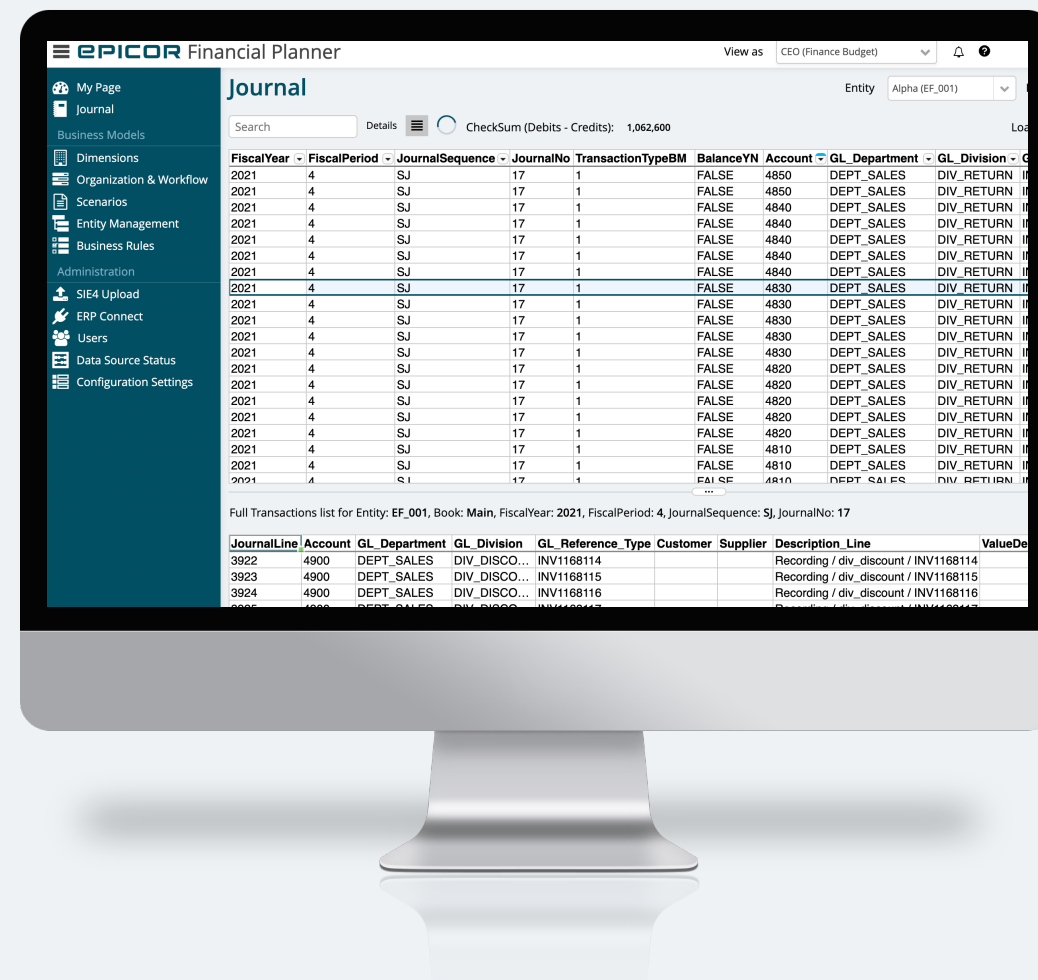 EPICOR Financial Planner View as CEO (Finance Budget)
My Page
Journal
Business Models
Dimensions
Organization & Workflow
Scenarios
Entity Management
Business Rules
Administration
SIE4 Upload
ERP Connect
Users
Data Source Status
Configuration Settings
Journal Entity Alpha (EF_001)
Search Details CheckSum (Debits - Credits): 1,062,600
FiscalYear FiscalPeriod JournalSequence JournalNo TransactionTypeBM BalanceYN Account GL_Department GL_Division
2021 4 SJ 17 1 FALSE 4850 DEPT_SALES DIV_RETURN
2021 4 SJ 17 1 FALSE 4850 DEPT_SALES DIV_RETURN
2021 4 SJ 17 1 FALSE 4840 DEPT_SALES DIV_RETURN
2021 4 SJ 17 1 FALSE 4840 DEPT_SALES DIV_RETURN
2021 4 SJ 17 1 FALSE 4840 DEPT_SALES DIV_RETURN
2021 4 SJ 17 1 FALSE 4840 DEPT_SALES DIV_RETURN
2021 4 SJ 17 1 FALSE 4840 DEPT_SALES DIV_RETURN
2021 4 SJ 17 1 FALSE 4830 DEPT_SALES DIV_RETURN
2021 4 SJ 17 1 FALSE 4830 DEPT_SALES DIV_RETURN
2021 4 SJ 17 1 FALSE 4830 DEPT_SALES DIV_RETURN
2021 4 SJ 17 1 FALSE 4830 DEPT_SALES DIV_RETURN
2021 4 SJ 17 1 FALSE 4830 DEPT_SALES DIV_RETURN
2021 4 SJ 17 1 FALSE 4820 DEPT_SALES DIV_RETURN
2021 4 SJ 17 1 FALSE 4820 DEPT_SALES DIV_RETURN
2021 4 SJ 17 1 FALSE 4820 DEPT_SALES DIV_RETURN
2021 4 SJ 17 1 FALSE 4820 DEPT_SALES DIV_RETURN
2021 4 SJ 17 1 FALSE 4820 DEPT_SALES DIV_RETURN
2021 4 SJ 17 1 FALSE 4810 DEPT_SALES DIV_RETURN
2021 4 SJ 17 1 FALSE 4810 DEPT_SALES DIV_RETURN
2021 4 SJ 17 1 FALSE 4810 DEPT_SALES DIV_RETURN
Full Transactions list for Entity: EF_001, Book: Main, FiscalYear: 2021, FiscalPeriod: 4, JournalSequence: SJ, JournalNo: 17
JournalLine Account GL_Department GL_Division GL_Reference_Type Customer Supplier Description_Line ValueDe
3922 4900 DEPT_SALES DIV_DISCO... INV1168114 Recording / div_discount / INV1168114
3923 4900 DEPT_SALES DIV_DISCO... INV1168115 Recording / div_discount / INV1168115
3924 4900 DEPT_SALES DIV_DISCO... INV1168116 Recording / div_discount / INV1168116